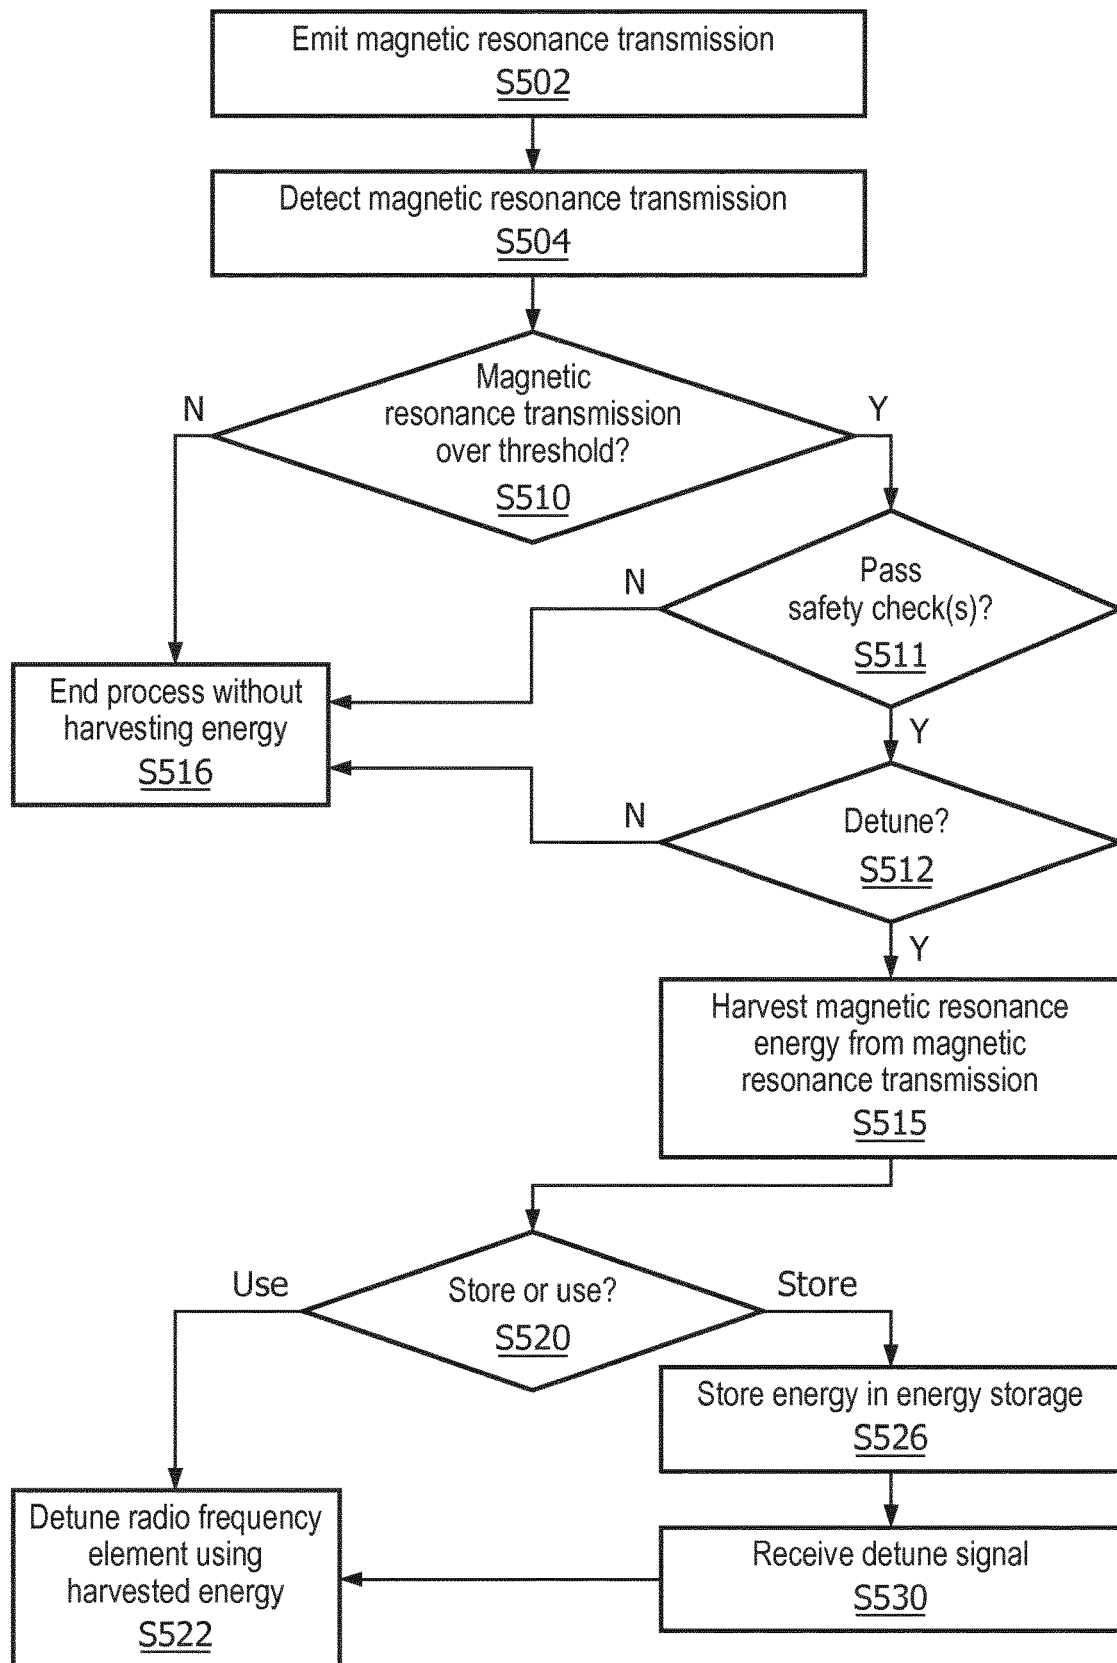 Emit magnetic resonance transmission
S502
Detect magnetic resonance transmission
S504
Magnetic
resonance transmission
over threshold?
S510
N
Y
Pass
safety check(s)?
S511
N
Y
End process without
harvesting energy
S516
Detune?
S512
N
Y
Harvest magnetic resonance
energy from magnetic
resonance transmission
S515
Store or use?
S520
Use
Store
Store energy in energy storage
S526
Detune radio frequency
element using
harvested energy
S522
Receive detune signal
S530